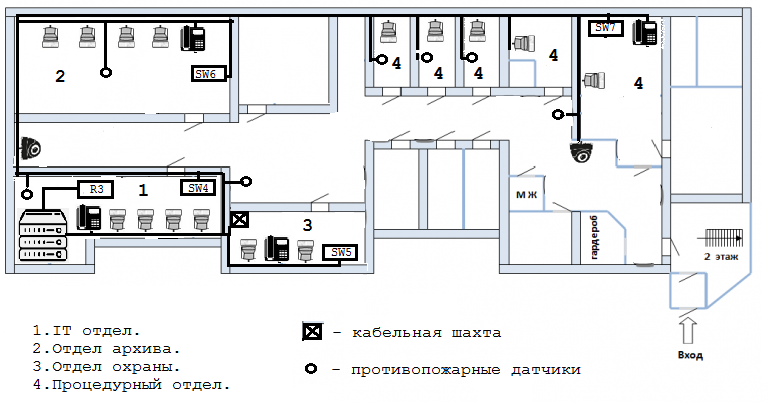 SW7
2
SW6
4
4
4
4
4
R3
1
SW4
3
SW5
МЖ
гардероб
2 этаж
Вход
1.IT отдел.
2.Отдел архива.
3.Отдел охраны.
4.Процедурный отдел.
- кабельная шахта
- противопожарные датчики